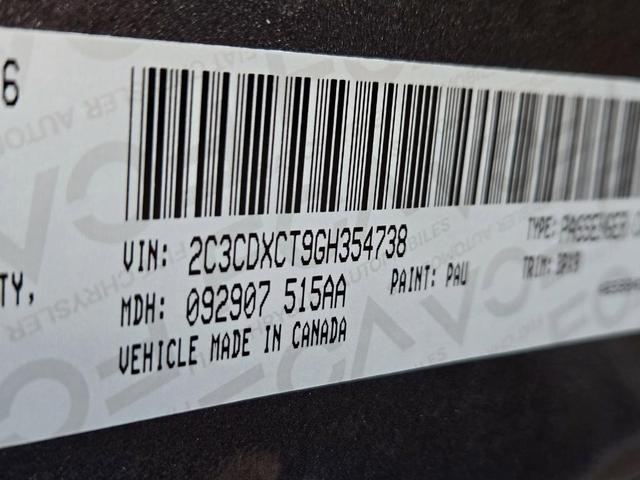 6
TY,
VIN: 2C3CDXCT9GH354738
TYPE: PASSENGER
MDH: 092907 515AA
PAINT: PAU
TRIM:
VEHICLE MADE IN CANADA